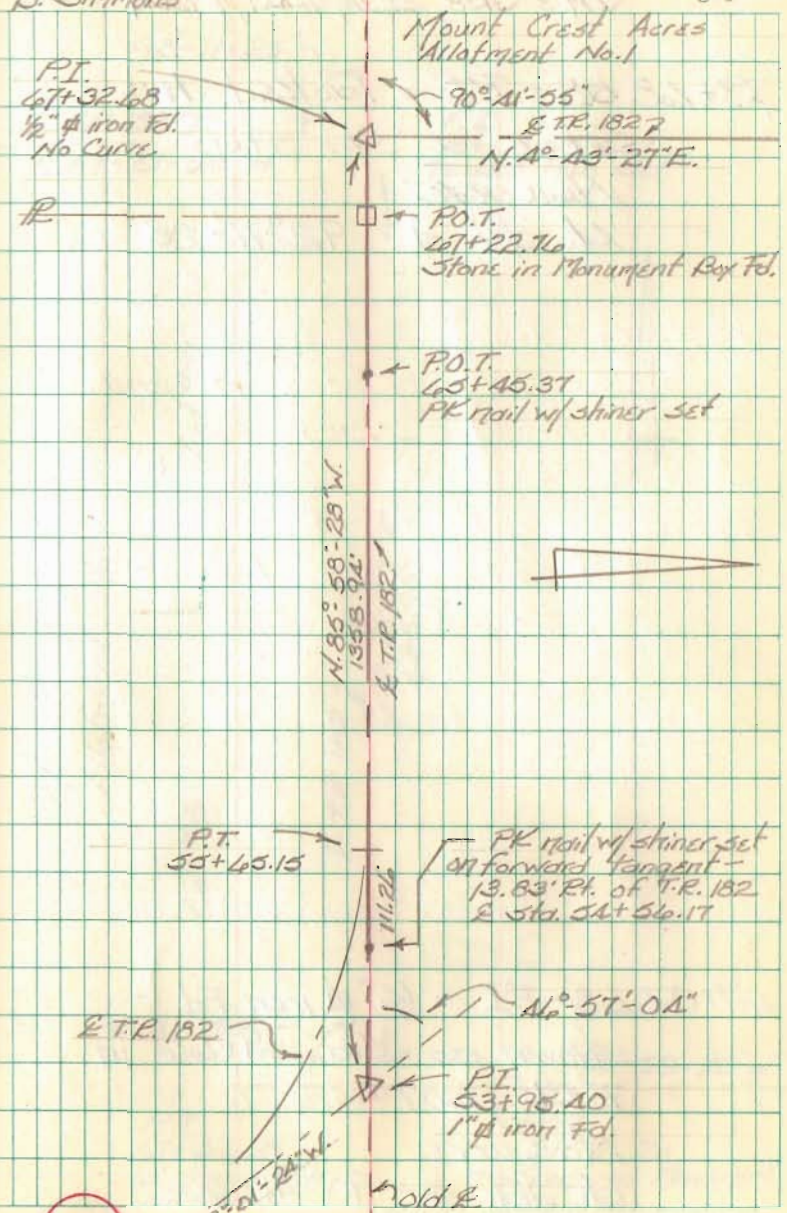 Mount Crest Acres
Allotment No.1
P.I.
67+32.68
1/2" ϕ iron Fd.
No Curve
90°-41'-55"
℄ T.R. 182
N. 4°-43'-27" E.
P.O.T.
67+22.76
Stone in Monument Box Fd.
P.O.T.
65+45.37
PK nail w/ shiner set
N. 85°-58'-28" W.
1358.94'
℄ T.R. 182
P.T.
55+65.15
PK nail w/ shiner set
on forward tangent -
13.83' Rt. of T.R. 182
℄ Sta. 54+56.17
111.26
46°-57'-04"
℄ T.R. 182
P.I.
53+95.40
1" ϕ iron Fd.
old ℄